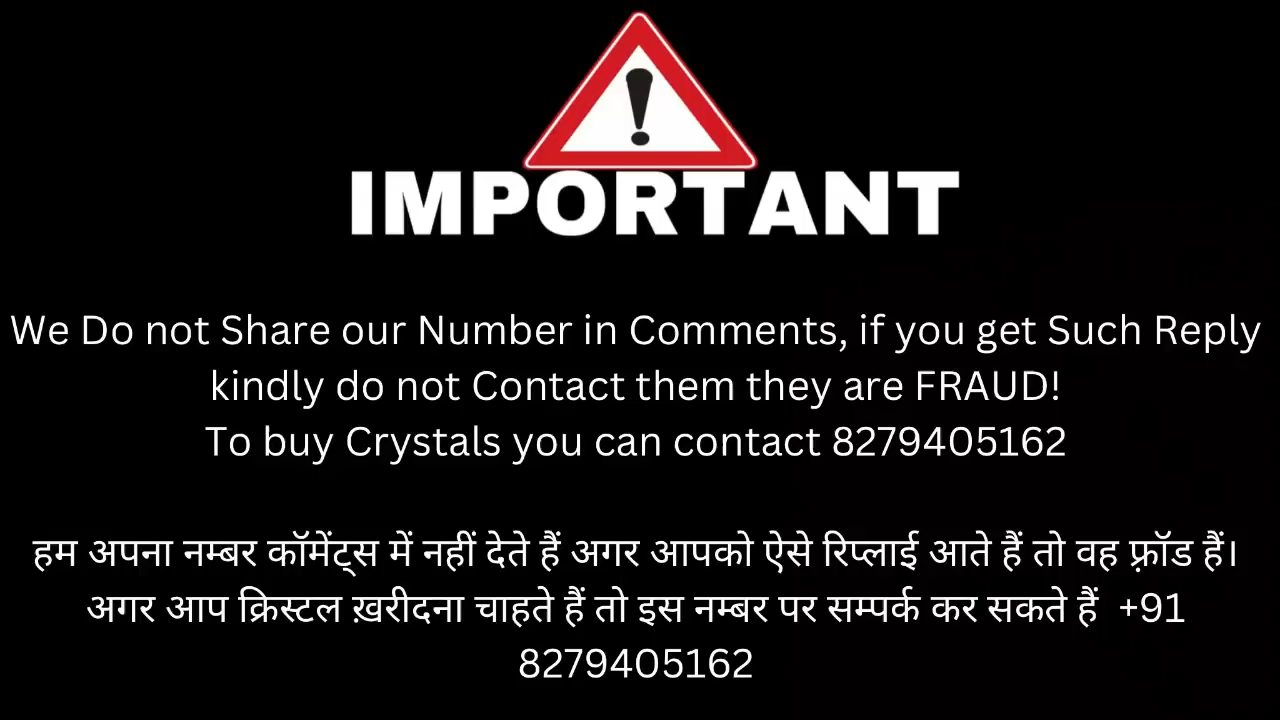 IMPORTANT
We Do not Share our Number in Comments, if you get Such Reply
kindly do not Contact them they are FRAUD!
To buy Crystals you can contact 8279405162
हम अपना नम्बर कॉमेंट्स में नहीं देते हैं अगर आपको ऐसे रिप्लाई आते हैं तो वह फ़्रॉड हैं।
अगर आप क्रिस्टल ख़रीदना चाहते हैं तो इस नम्बर पर सम्पर्क कर सकते हैं +91
8279405162